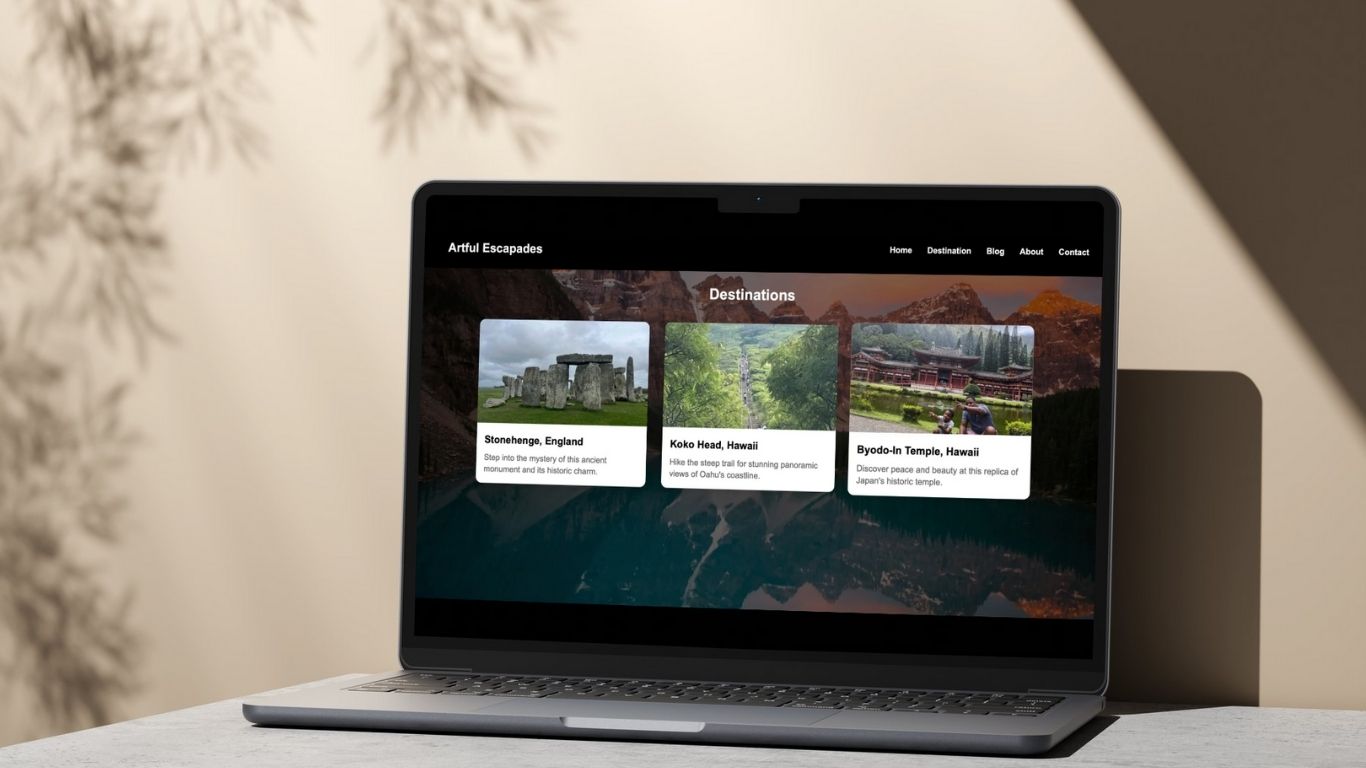 Artful Escapades
Home Destination Blog About Contact
Destinations
Stonehenge, England
Step into the mystery of this ancient
monument and its historic charm.
Koko Head, Hawaii
Hike the steep trail for stunning panoramic
views of Oahu's coastline.
Byodo-In Temple, Hawaii
Discover peace and beauty at this replica of
Japan's historic temple.